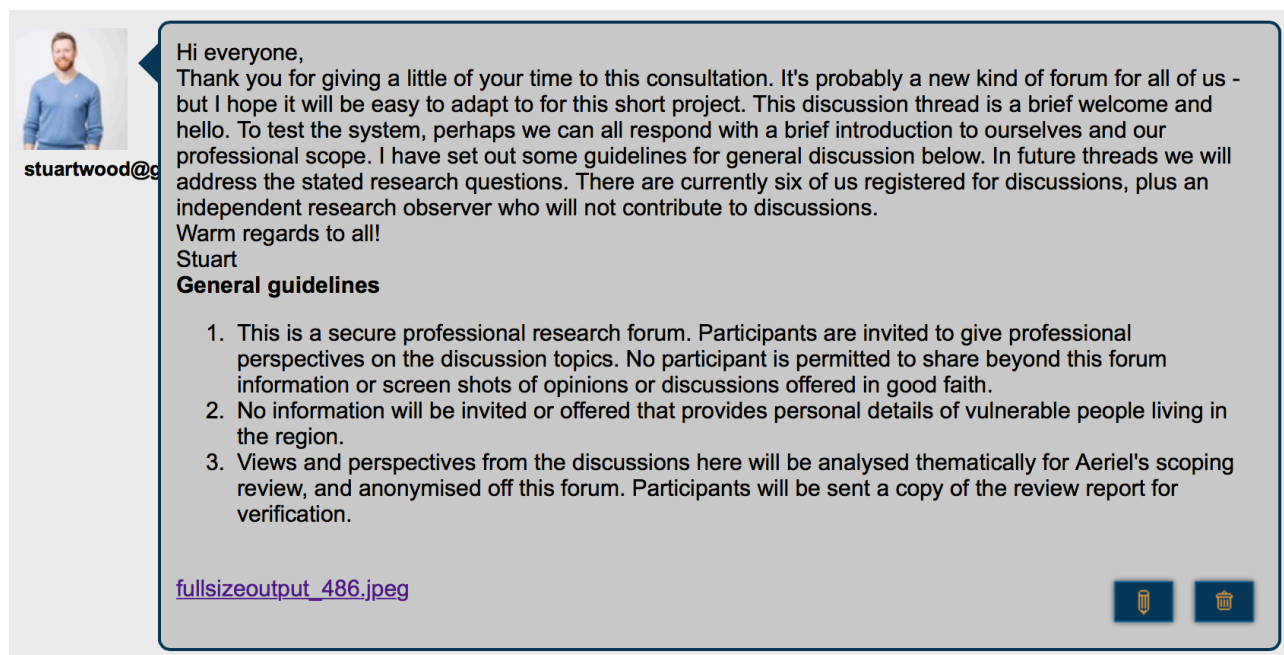 Hi everyone,
Thank you for giving a little of your time to this consultation. It's probably a new kind of forum for all of us -
but I hope it will be easy to adapt to for this short project. This discussion thread is a brief welcome and
hello. To test the system, perhaps we can all respond with a brief introduction to ourselves and our
professional scope. I have set out some guidelines for general discussion below. In future threads we will
address the stated research questions. There are currently six of us registered for discussions, plus an
independent research observer who will not contribute to discussions.
Warm regards to all!
Stuart
General guidelines
1. This is a secure professional research forum. Participants are invited to give professional
perspectives on the discussion topics. No participant is permitted to share beyond this forum
information or screen shots of opinions or discussions offered in good faith.
2. No information will be invited or offered that provides personal details of vulnerable people living in
the region.
3. Views and perspectives from the discussions here will be analysed thematically for Aeriel's scoping
review, and anonymised off this forum. Participants will be sent a copy of the review report for
verification.
fullsizeoutput_486.jpeg
stuartwood@g